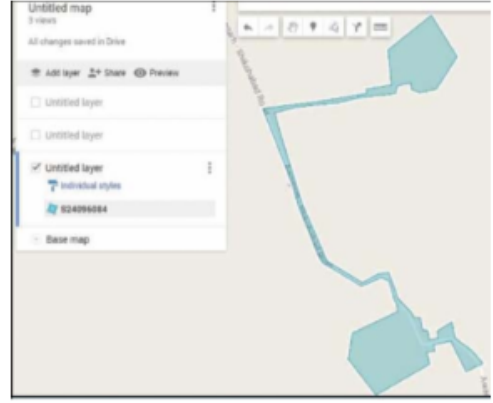 Untitled map
3 views
All changes saved in Drive
Add layer Share Preview
Untitled layer
Untitled layer
Untitled layer
Individual styles
924096084
Base map
Shikohabad